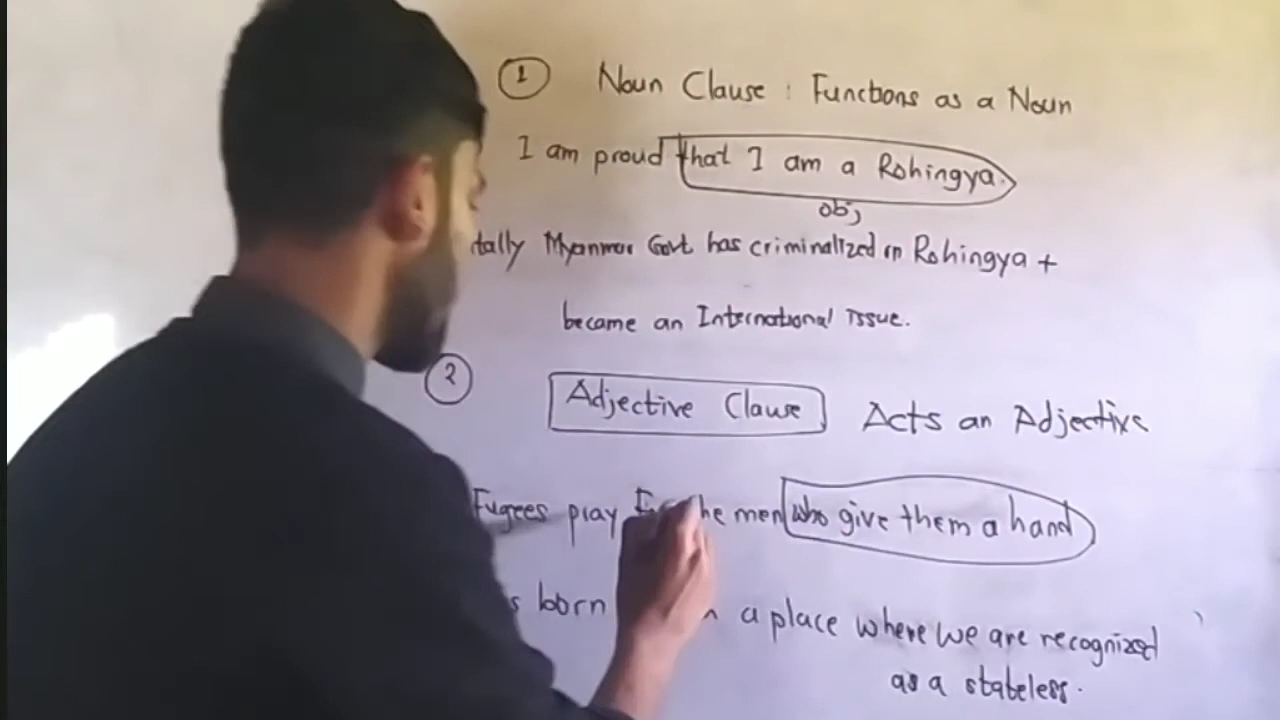 1 Noun Clause : Functions as a Noun
I am proud that I am a Rohingya.
obj
tally Myanmar Govt has criminalized on Rohingya +
became an International Issue.
2 Adjective Clause Acts an Adjective
Fugees pray he men who give them a hand
s born a place where we are recognized
as a stateless.